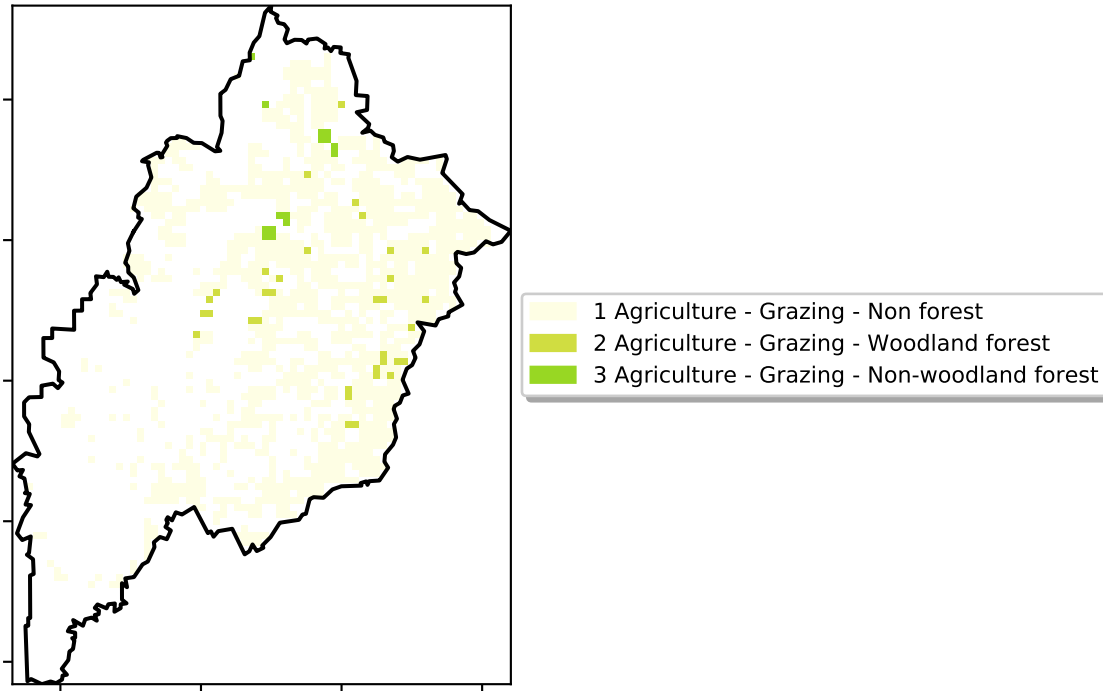 1 Agriculture - Grazing - Non forest
2 Agriculture - Grazing - Woodland forest
3 Agriculture - Grazing - Non-woodland forest